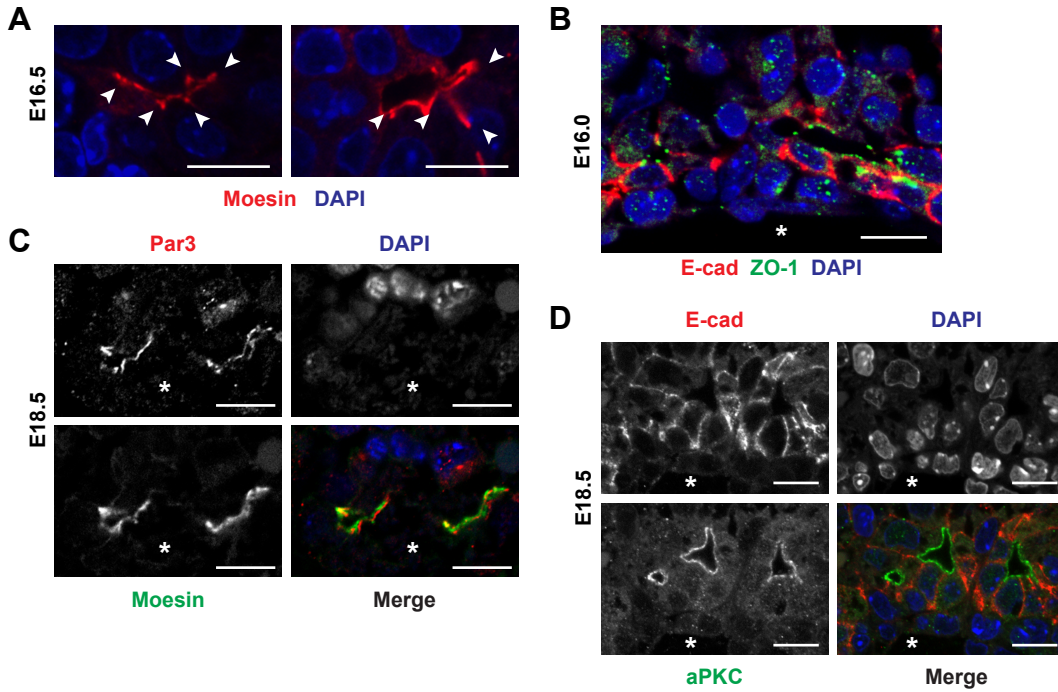 A
E16.5
Moesin DAPI
B
E16.0
*
E-cad ZO-1 DAPI
C
Par3 DAPI
E18.5
* *
* *
Moesin Merge
D
E-cad DAPI
E18.5
* *
* *
aPKC Merge